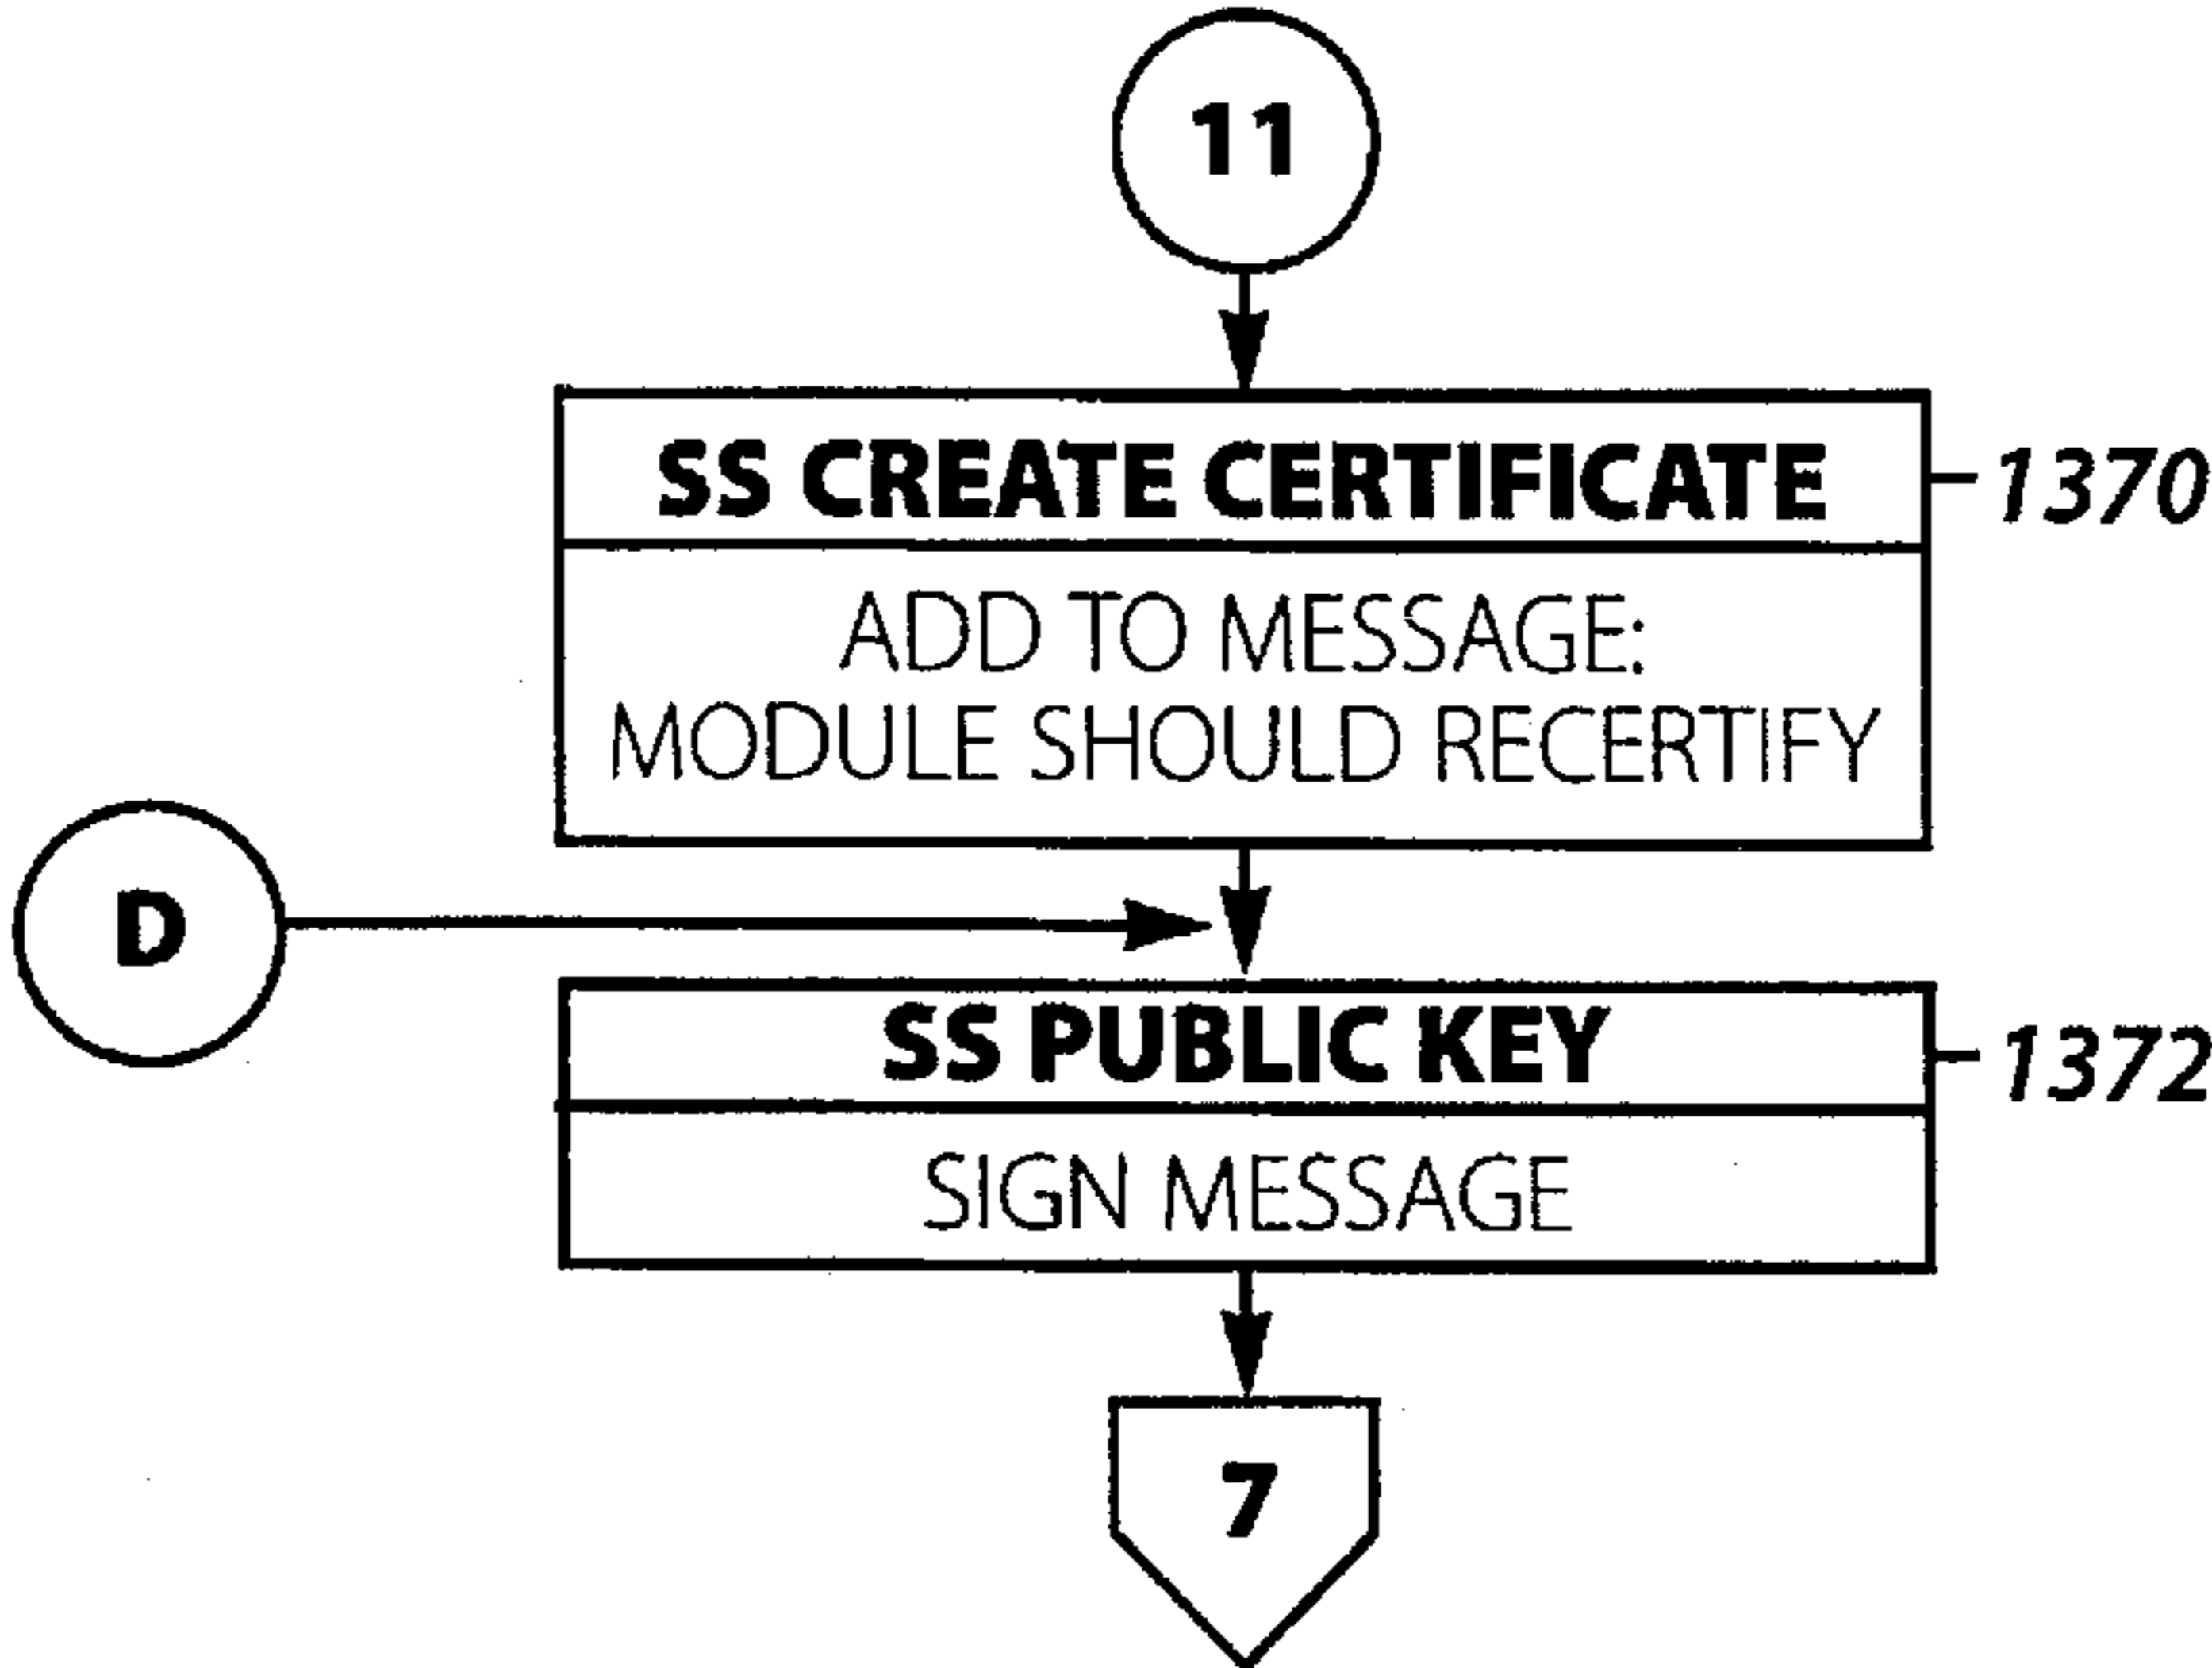 11
SS CREATE CERTIFICATE
1370
ADD TO MESSAGE:
MODULE SHOULD RECERTIFY
D
SS PUBLIC KEY
1372
SIGN MESSAGE
7